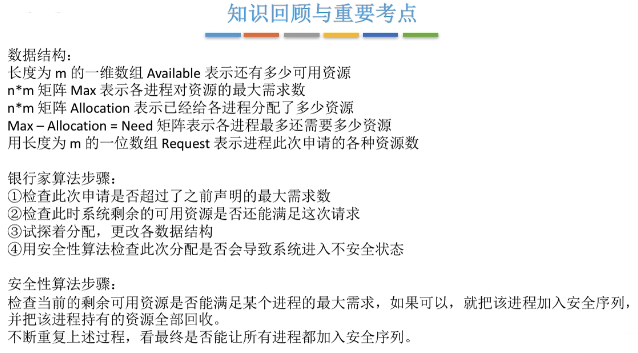 知识回顾与重要考点
数据结构：
长度为 m 的一维数组 Available 表示还有多少可用资源
n*m 矩阵 Max 表示各进程对资源的最大需求数
n*m 矩阵 Allocation 表示已经给各进程分配了多少资源
Max – Allocation = Need 矩阵表示各进程最多还需要多少资源
用长度为 m 的一位数组 Request 表示进程此次申请的各种资源数
银行家算法步骤：
①检查此次申请是否超过了之前声明的最大需求数
②检查此时系统剩余的可用资源是否还能满足这次请求
③试探着分配，更改各数据结构
④用安全性算法检查此次分配是否会导致系统进入不安全状态
安全性算法步骤：
检查当前的剩余可用资源是否能满足某个进程的最大需求，如果可以，就把该进程加入安全序列，
并把该进程持有的资源全部回收。
不断重复上述过程，看最终是否能让所有进程都加入安全序列。